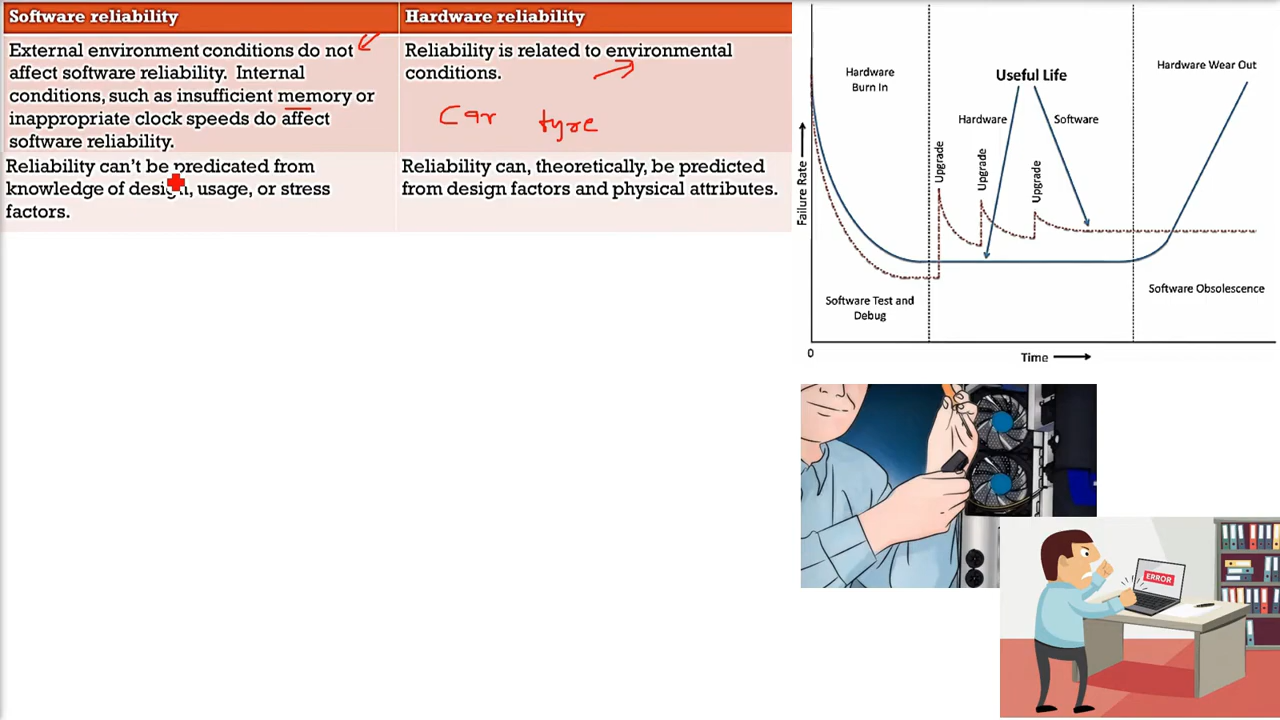 Software reliability
Hardware reliability
External environment conditions do not
affect software reliability. Internal
conditions, such as insufficient memory or
inappropriate clock speeds do affect
software reliability.
Reliability is related to environmental
conditions.
Car tyre
Reliability can't be predicated from
knowledge of design, usage, or stress
factors.
Reliability can, theoretically, be predicted
from design factors and physical attributes.
Hardware
Burn In
Useful Life
Hardware Wear Out
Hardware
Software
Upgrade
Upgrade
Upgrade
Failure Rate
Software Test and
Debug
Software Obsolescence
0
Time
ERROR